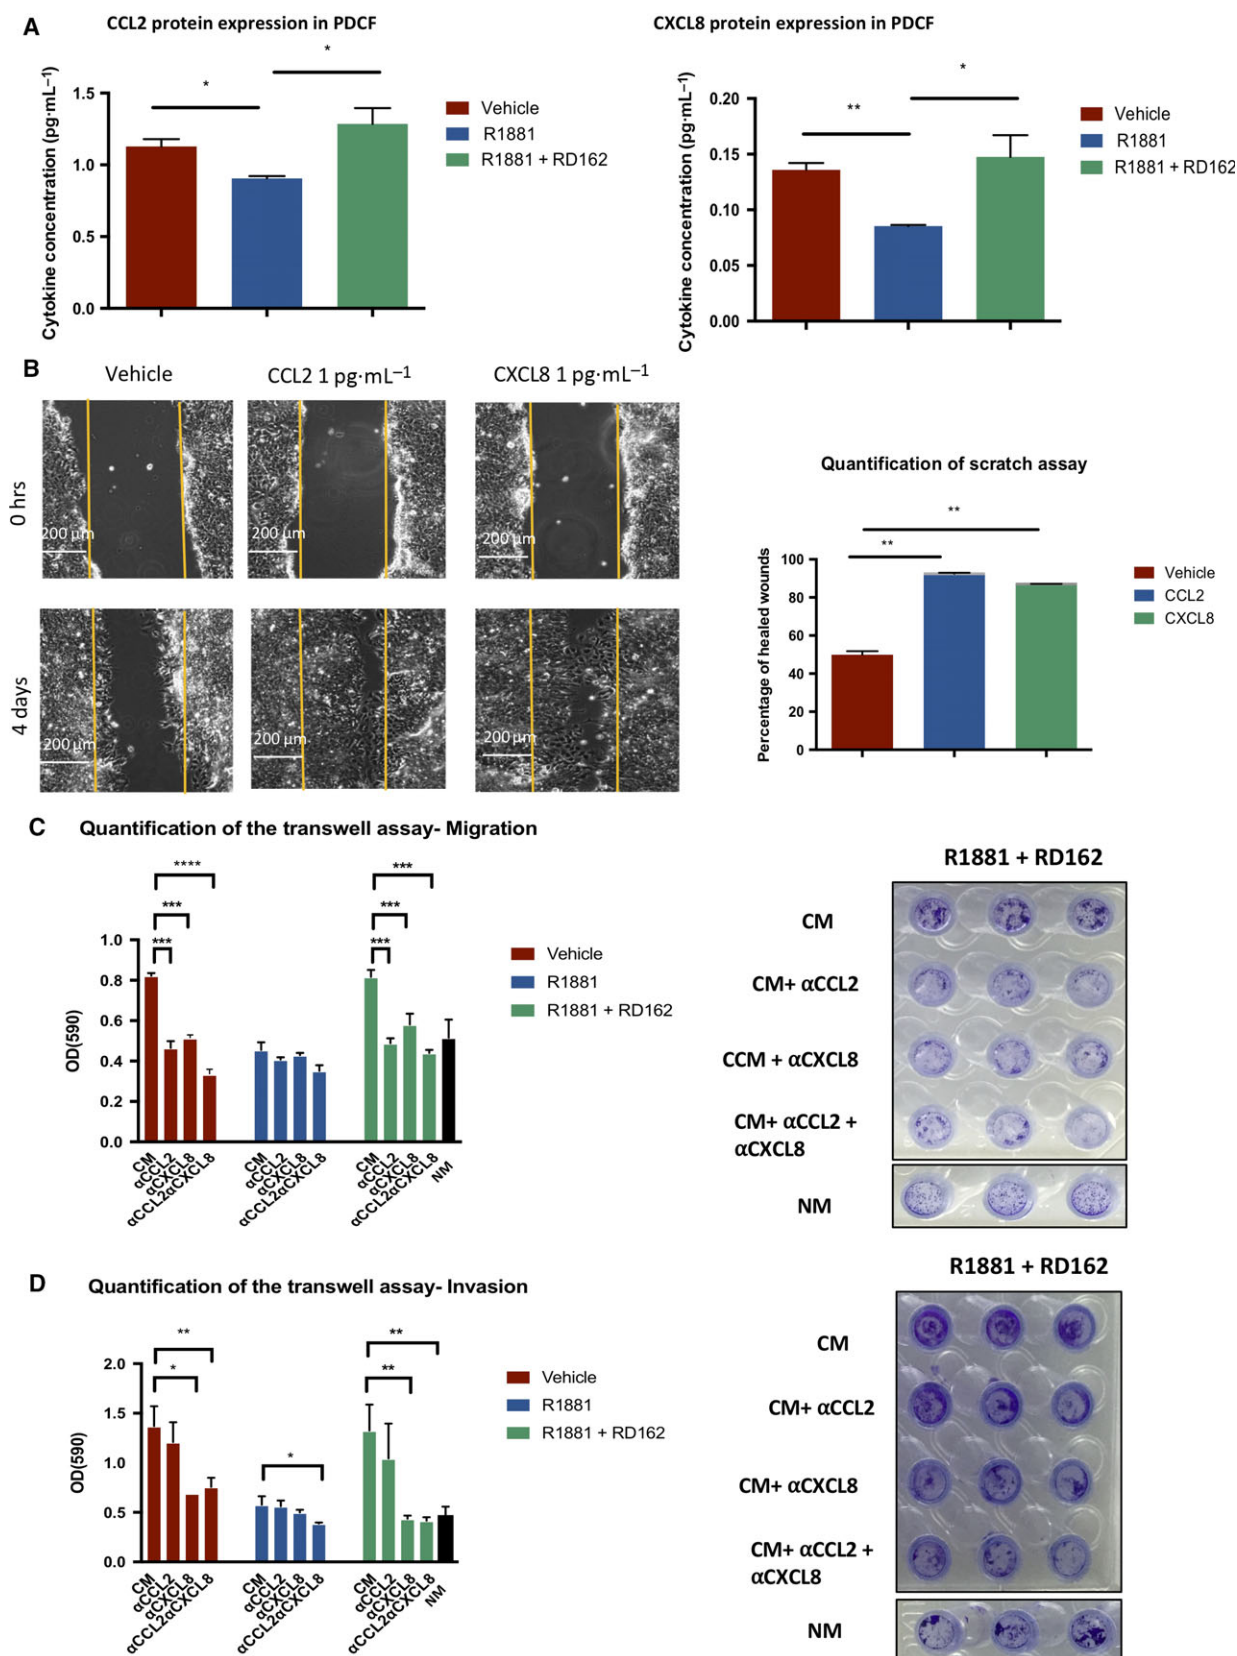 A
CCL2 protein expression in PDCF
Cytokine concentration (pg·mL−1)
1.5
1.0
0.5
0.0
*
*
Vehicle
R1881
R1881 + RD162
CXCL8 protein expression in PDCF
Cytokine concentration (pg·mL−1)
0.20
0.15
0.10
0.05
0.00
**
*
Vehicle
R1881
R1881 + RD162
B
Vehicle
CCL2 1 pg·mL−1
CXCL8 1 pg·mL−1
0 hrs
200 µm
200 µm
200 µm
4 days
200 µm
200 µm
200 µm
Quantification of scratch assay
Percentage of healed wounds
100
80
60
40
20
0
**
**
Vehicle
CCL2
CXCL8
C
Quantification of the transwell assay- Migration
OD(590)
1.0
0.8
0.6
0.4
0.2
0.0
****
***
***
***
***
***
CM
αCCL2
αCXCL8
αCCL2αCXCL8
CM
αCCL2
αCXCL8
αCCL2αCXCL8
CM
αCCL2
αCXCL8
αCCL2αCXCL8
NM
Vehicle
R1881
R1881 + RD162
R1881 + RD162
CM
CM+ αCCL2
CCM + αCXCL8
CM+ αCCL2 +
αCXCL8
NM
D
Quantification of the transwell assay- Invasion
OD(590)
2.0
1.5
1.0
0.5
0.0
**
*
*
**
**
CM
αCCL2
αCXCL8
αCCL2αCXCL8
CM
αCCL2
αCXCL8
αCCL2αCXCL8
CM
αCCL2
αCXCL8
αCCL2αCXCL8
NM
Vehicle
R1881
R1881 + RD162
R1881 + RD162
CM
CM+ αCCL2
CM+ αCXCL8
CM+ αCCL2 +
αCXCL8
NM